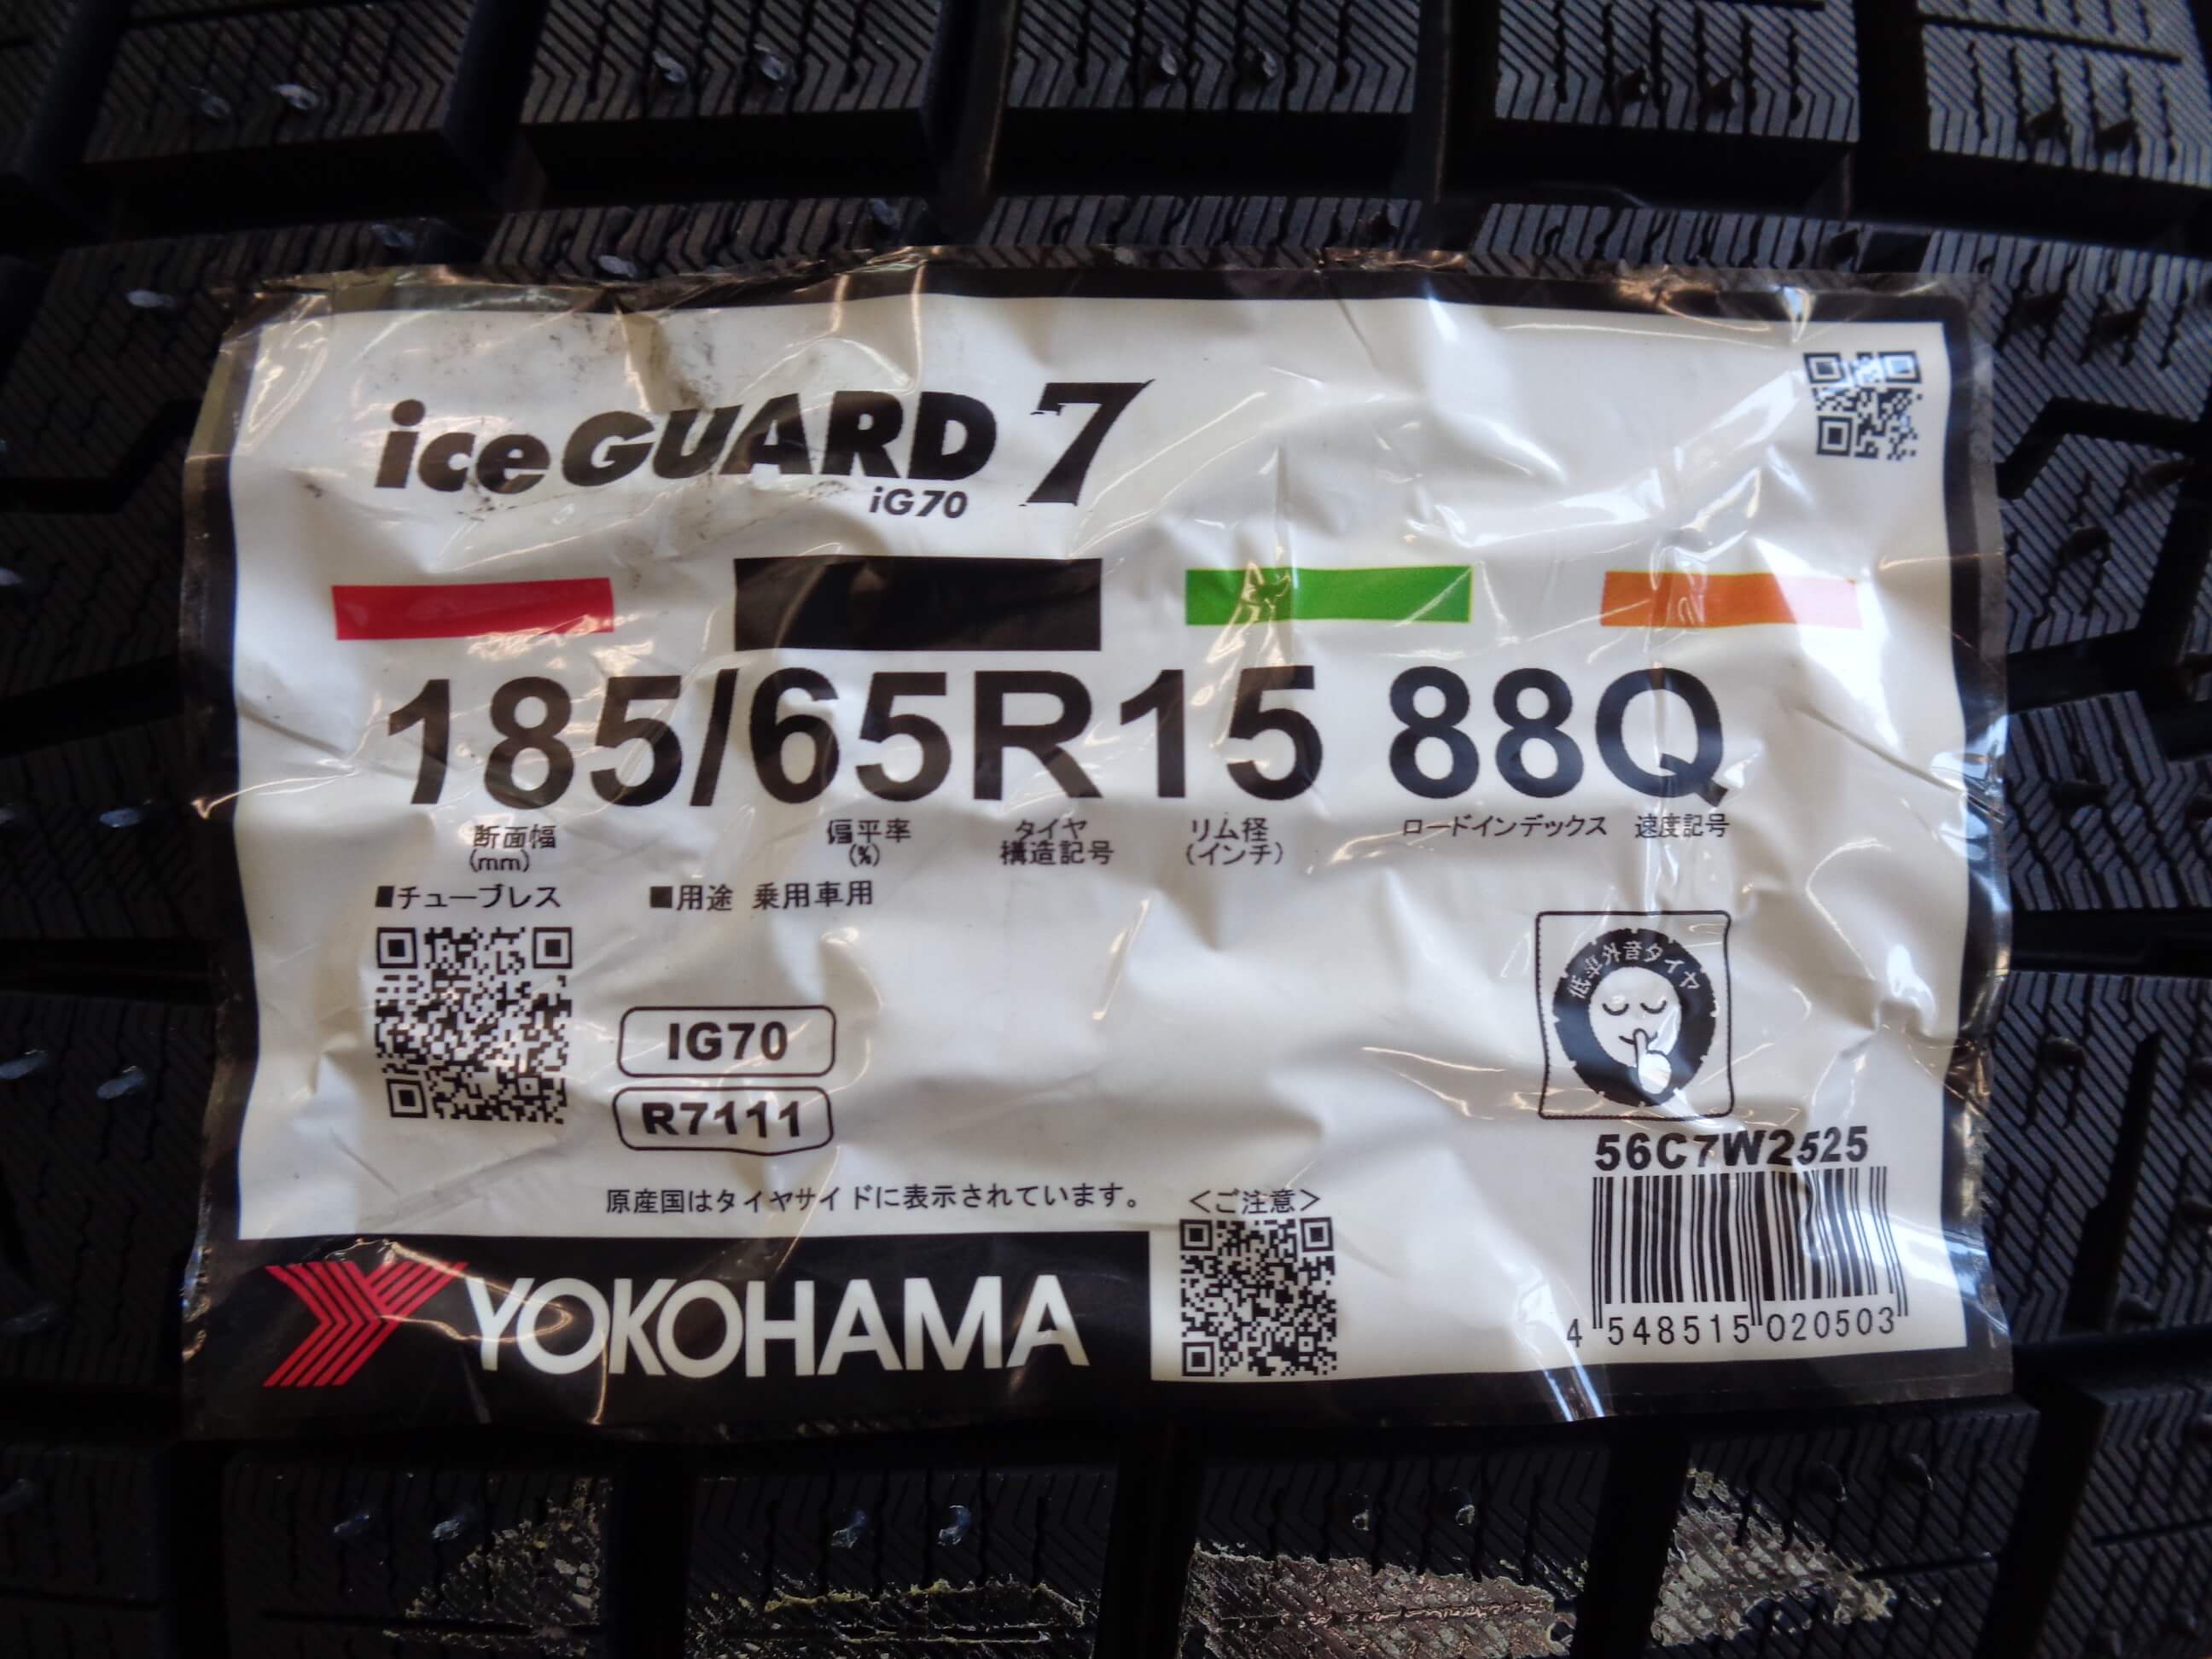 iceGUARD 7
iG70
185/65R15 88Q
断面幅 偏平率 タイヤ リム径 ロードインデックス 速度記号
(mm) (%) 構造記号 (インチ)
■チューブレス ■用途 乗用車用
低車外音タイヤ
IG70
R7111
56C7W2525
原産国はタイヤサイドに表示されています。 <ご注意>
YOKOHAMA
4 548515 020503